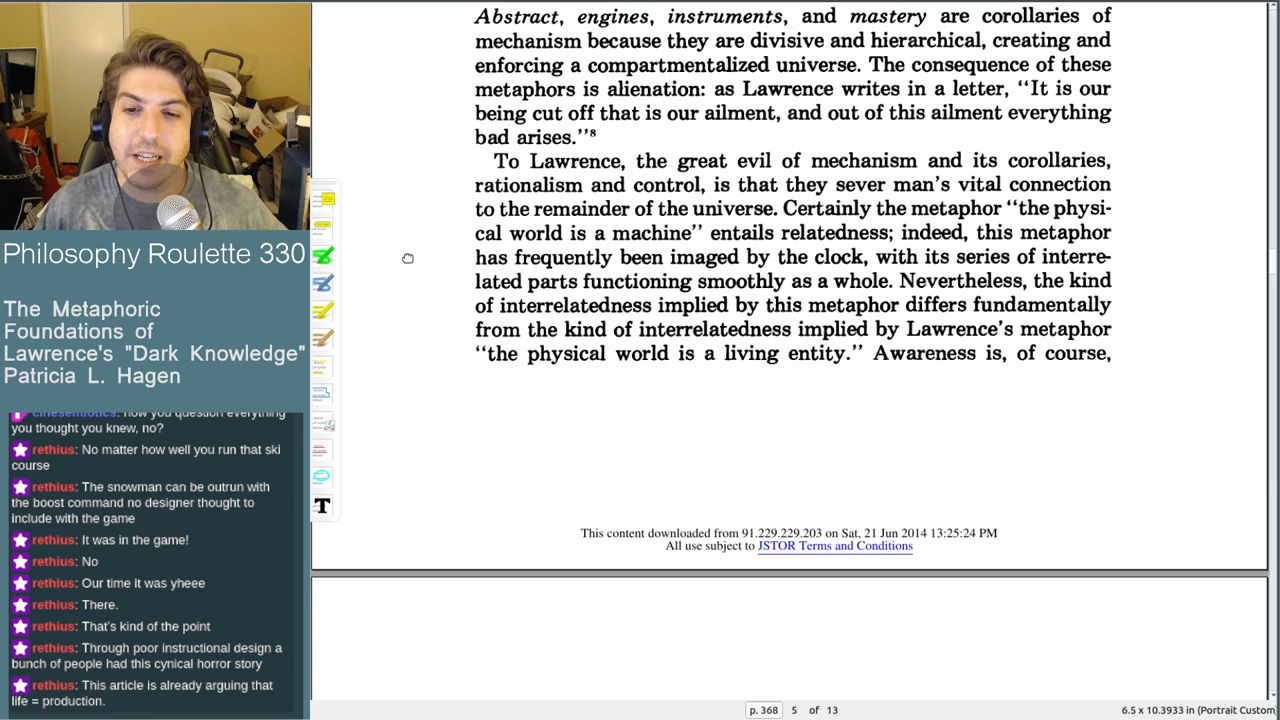 Abstract, engines, instruments, and mastery are corollaries of
mechanism because they are divisive and hierarchical, creating and
enforcing a compartmentalized universe. The consequence of these
metaphors is alienation: as Lawrence writes in a letter, ‘‘It is our
being cut off that is our ailment, and out of this ailment everything
bad arises.’’⁸
To Lawrence, the great evil of mechanism and its corollaries,
rationalism and control, is that they sever man's vital connection
to the remainder of the universe. Certainly the metaphor ‘‘the physi-
cal world is a machine’’ entails relatedness; indeed, this metaphor
has frequently been imaged by the clock, with its series of interre-
lated parts functioning smoothly as a whole. Nevertheless, the kind
of interrelatedness implied by this metaphor differs fundamentally
from the kind of interrelatedness implied by Lawrence's metaphor
‘‘the physical world is a living entity.’’ Awareness is, of course,
This content downloaded from 91.229.229.203 on Sat, 21 Jun 2014 13:25:24 PM
All use subject to JSTOR Terms and Conditions
p. 368 5 of 13
6.5 x 10.3933 in (Portrait Custom
Philosophy Roulette 330
The Metaphoric
Foundations of
Lawrence's "Dark Knowledge"
Patricia L. Hagen
cinesemiotics: now you question everything
you thought you knew, no?
rethius: No matter how well you run that ski
course
rethius: The snowman can be outrun with
the boost command no designer thought to
include with the game
rethius: It was in the game!
rethius: No
rethius: Our time it was yheee
rethius: There.
rethius: That's kind of the point
rethius: Through poor instructional design a
bunch of people had this cynical horror story
rethius: This article is already arguing that
life = production.
T